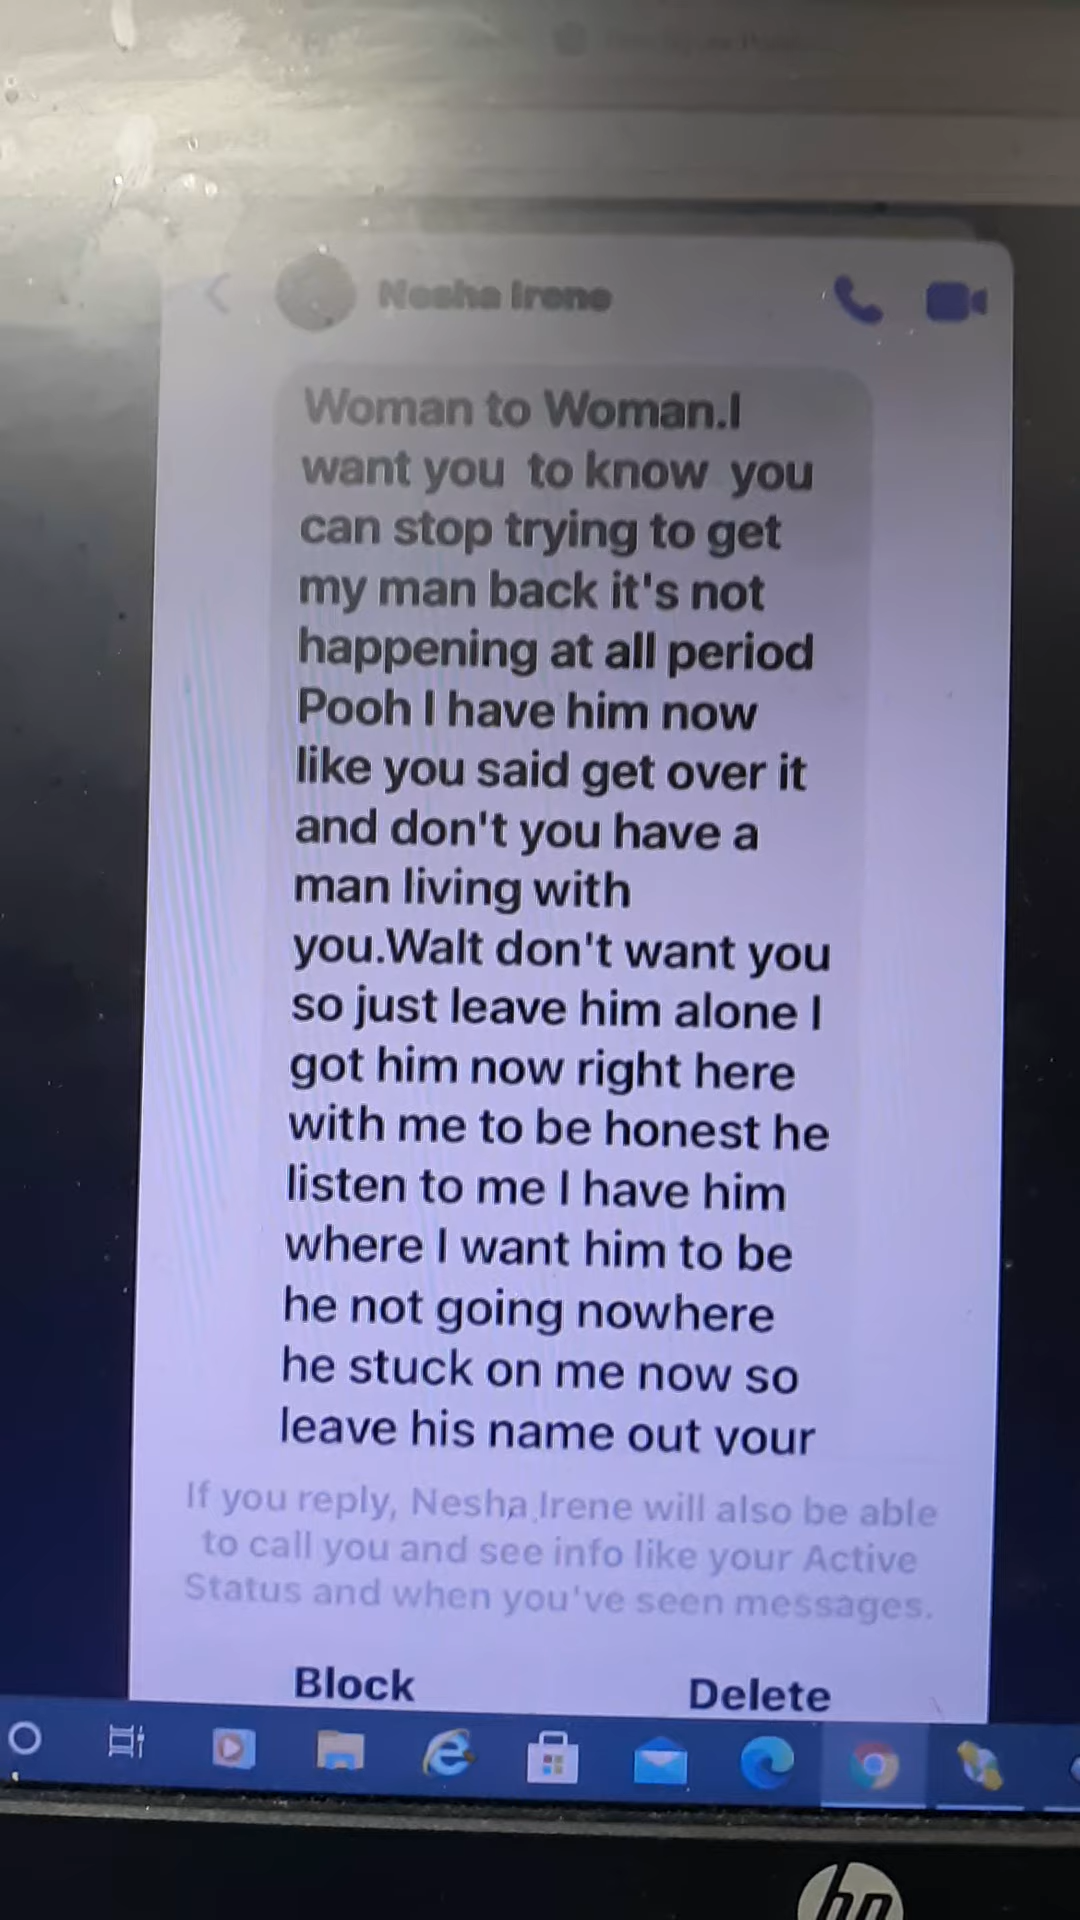 Nesha Irene
Woman to Woman.I
want you to know you
can stop trying to get
my man back it's not
happening at all period
Pooh I have him now
like you said get over it
and don't you have a
man living with
you.Walt don't want you
so just leave him alone I
got him now right here
with me to be honest he
listen to me I have him
where I want him to be
he not going nowhere
he stuck on me now so
leave his name out your
If you reply, Nesha Irene will also be able
to call you and see info like your Active
Status and when you've seen messages.
Block
Delete
hp